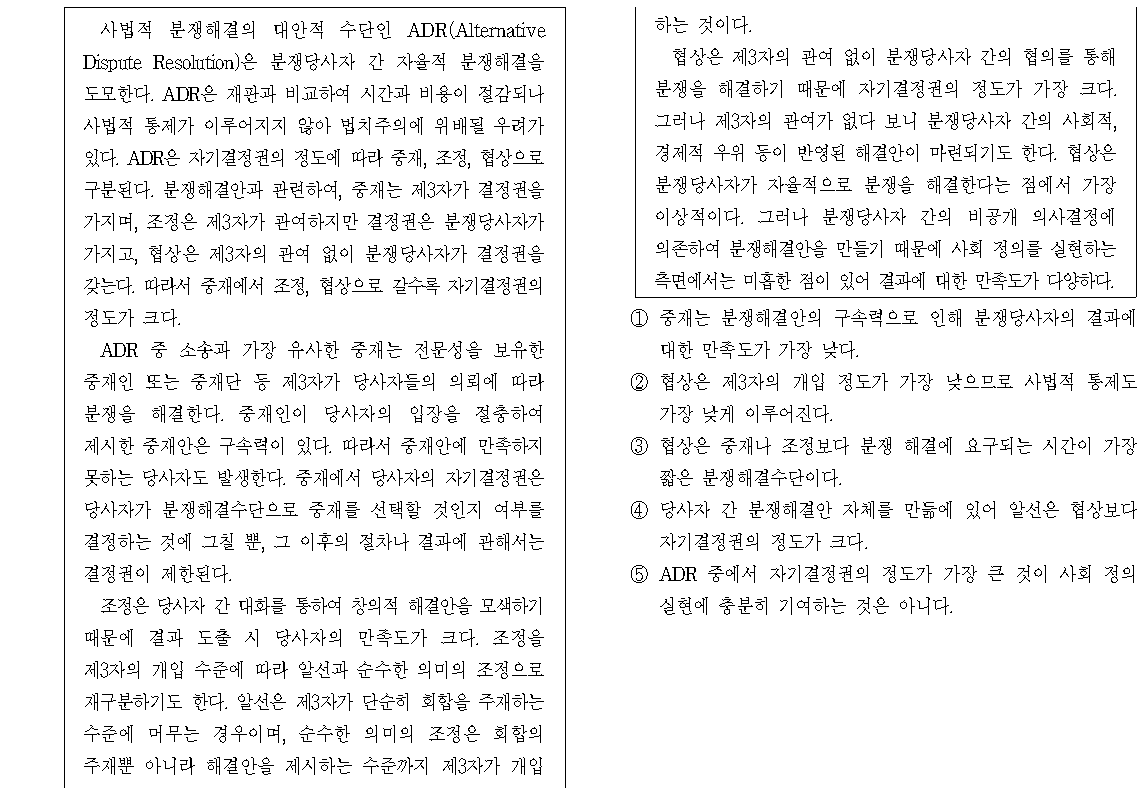 사법적 분쟁해결의 대안적 수단인 ADR(Alternative
Dispute Resolution)은 분쟁당사자 간 자율적 분쟁해결을
도모한다. ADR은 재판과 비교하여 시간과 비용이 절감되나
사법적 통제가 이루어지지 않아 법치주의에 위배될 우려가
있다. ADR은 자기결정권의 정도에 따라 중재, 조정, 협상으로
구분된다. 분쟁해결안과 관련하여, 중재는 제3자가 결정권을
가지며, 조정은 제3자가 관여하지만 결정권은 분쟁당사자가
가지고, 협상은 제3자의 관여 없이 분쟁당사자가 결정권을
갖는다. 따라서 중재에서 조정, 협상으로 갈수록 자기결정권의
정도가 크다.
ADR 중 소송과 가장 유사한 중재는 전문성을 보유한
중재인 또는 중재단 등 제3자가 당사자들의 의뢰에 따라
분쟁을 해결한다. 중재인이 당사자의 입장을 절충하여
제시한 중재안은 구속력이 있다. 따라서 중재안에 만족하지
못하는 당사자도 발생한다. 중재에서 당사자의 자기결정권은
당사자가 분쟁해결수단으로 중재를 선택할 것인지 여부를
결정하는 것에 그칠 뿐, 그 이후의 절차나 결과에 관해서는
결정권이 제한된다.
조정은 당사자 간 대화를 통하여 창의적 해결안을 모색하기
때문에 결과 도출 시 당사자의 만족도가 크다. 조정을
제3자의 개입 수준에 따라 알선과 순수한 의미의 조정으로
재구분하기도 한다. 알선은 제3자가 단순히 회합을 주재하는
수준에 머무는 경우이며, 순수한 의미의 조정은 회합의
주재뿐 아니라 해결안을 제시하는 수준까지 제3자가 개입
하는 것이다.
협상은 제3자의 관여 없이 분쟁당사자 간의 협의를 통해
분쟁을 해결하기 때문에 자기결정권의 정도가 가장 크다.
그러나 제3자의 관여가 없다 보니 분쟁당사자 간의 사회적,
경제적 우위 등이 반영된 해결안이 마련되기도 한다. 협상은
분쟁당사자가 자율적으로 분쟁을 해결한다는 점에서 가장
이상적이다. 그러나 분쟁당사자 간의 비공개 의사결정에
의존하여 분쟁해결안을 만들기 때문에 사회 정의를 실현하는
측면에서는 미흡한 점이 있어 결과에 대한 만족도가 다양하다.
① 중재는 분쟁해결안의 구속력으로 인해 분쟁당사자의 결과에
대한 만족도가 가장 낮다.
② 협상은 제3자의 개입 정도가 가장 낮으므로 사법적 통제도
가장 낮게 이루어진다.
③ 협상은 중재나 조정보다 분쟁 해결에 요구되는 시간이 가장
짧은 분쟁해결수단이다.
④ 당사자 간 분쟁해결안 자체를 만듦에 있어 알선은 협상보다
자기결정권의 정도가 크다.
⑤ ADR 중에서 자기결정권의 정도가 가장 큰 것이 사회 정의
실현에 충분히 기여하는 것은 아니다.